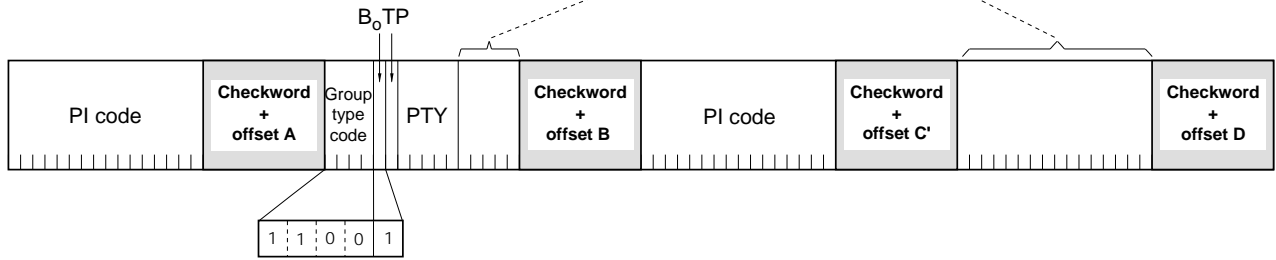 B₀TP
PI code
Checkword
+
offset A
Group
type
code
PTY
Checkword
+
offset B
PI code
Checkword
+
offset C'
Checkword
+
offset D
1 1 0 0 1